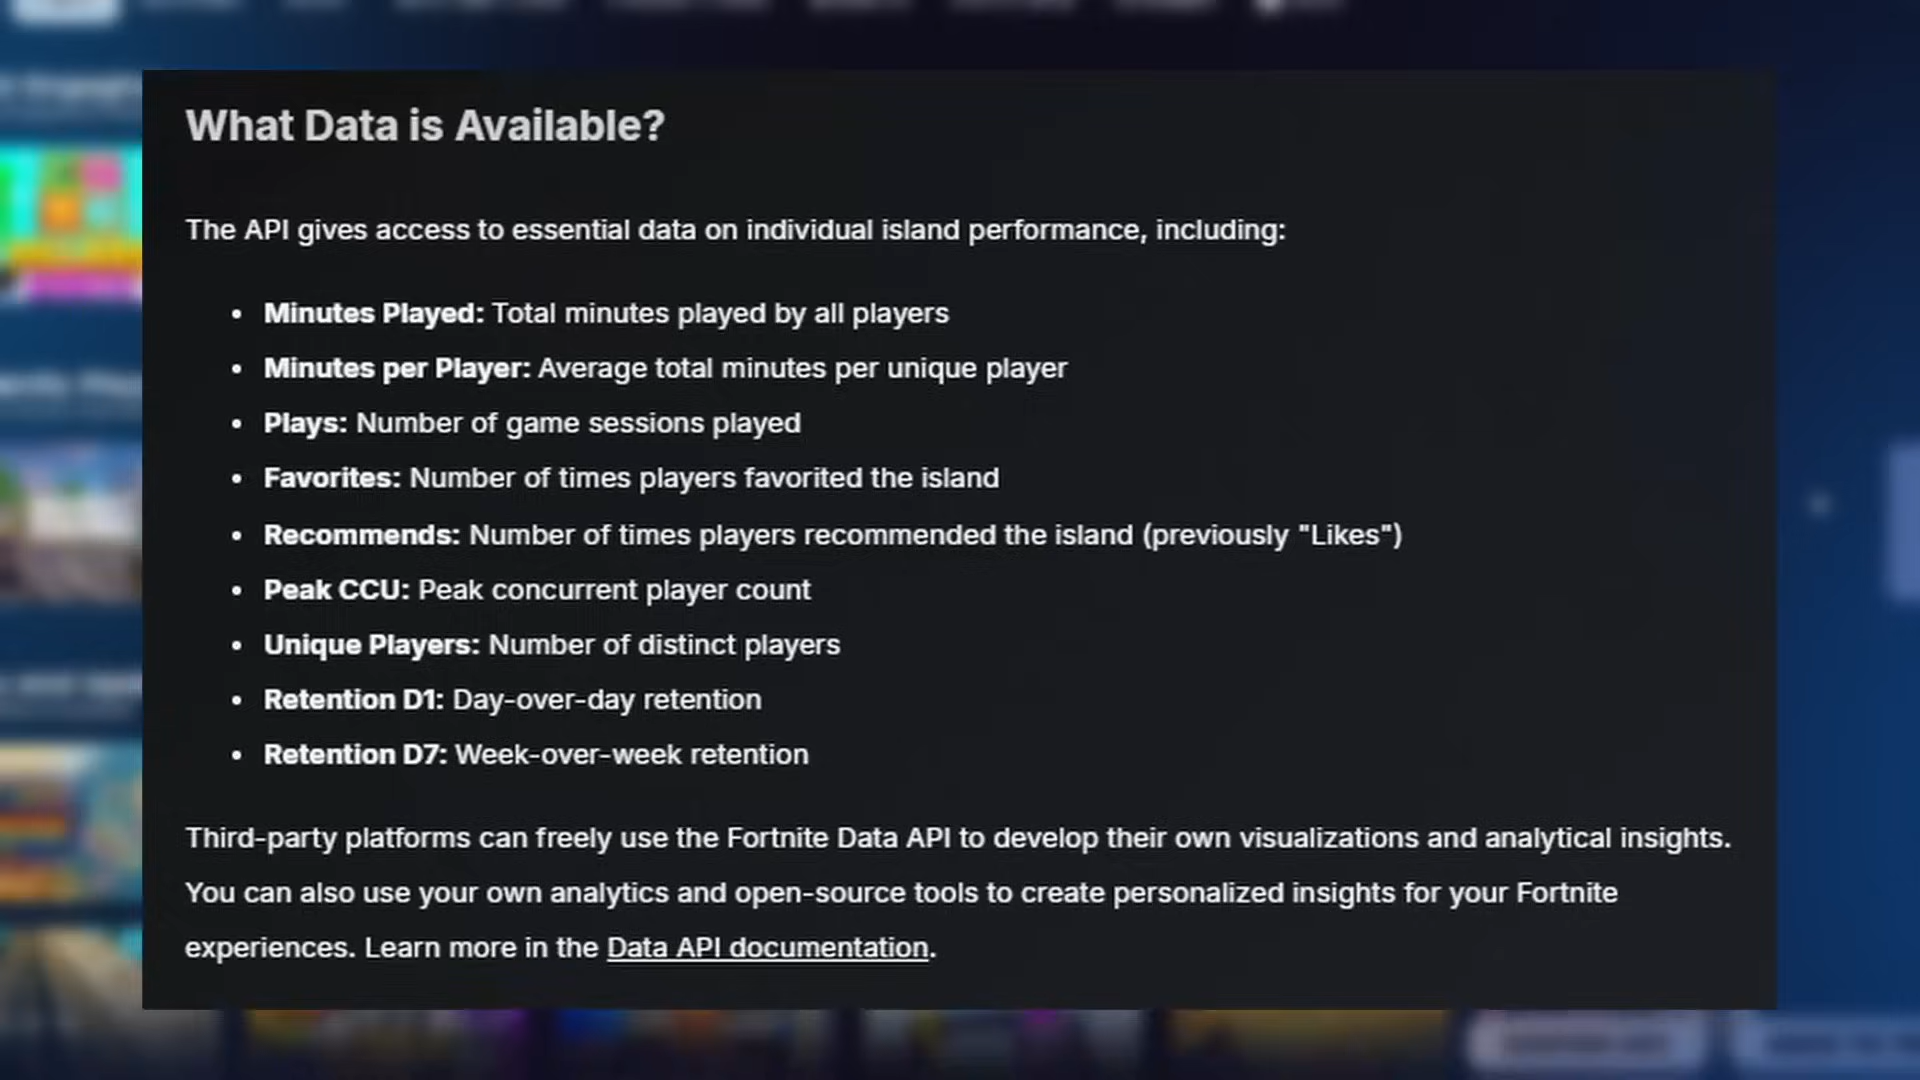 What Data is Available?
The API gives access to essential data on individual island performance, including:
• Minutes Played: Total minutes played by all players
• Minutes per Player: Average total minutes per unique player
• Plays: Number of game sessions played
• Favorites: Number of times players favorited the island
• Recommends: Number of times players recommended the island (previously "Likes")
• Peak CCU: Peak concurrent player count
• Unique Players: Number of distinct players
• Retention D1: Day-over-day retention
• Retention D7: Week-over-week retention
Third-party platforms can freely use the Fortnite Data API to develop their own visualizations and analytical insights.
You can also use your own analytics and open-source tools to create personalized insights for your Fortnite
experiences. Learn more in the Data API documentation.